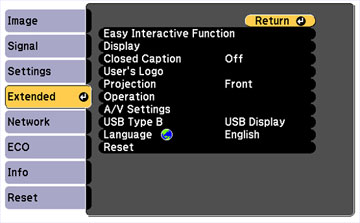 Image
Signal
Settings
Extended
Network
ECO
Info
Reset
Return
Easy Interactive Function
Display
Closed Caption Off
User's Logo
Projection Front
Operation
A/V Settings
USB Type B USB Display
Language English
Reset